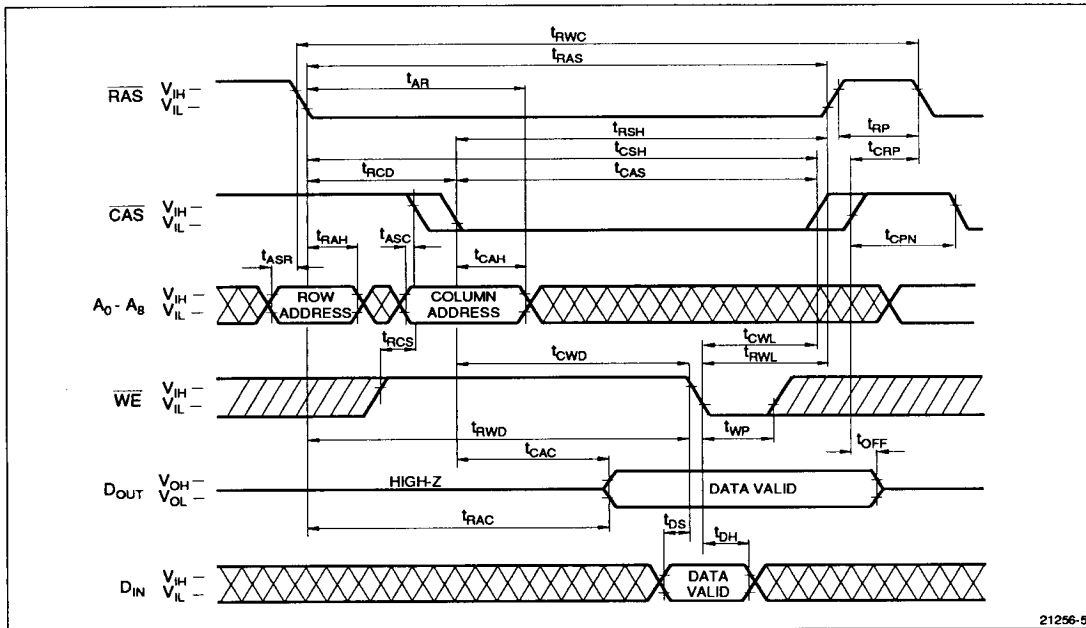 tRWC
tRAS
tAR
RAS VIH –
VIL –
tRP
tRSH
tCRP
tCSH
tRCD
tCAS
CAS VIH –
VIL –
tRAH
tASC
tCPN
tASR
tCAH
A0 - A8 VIH –
VIL –
ROW ADDRESS
COLUMN ADDRESS
tRCS
tCWL
tCWD
tRWL
WE VIH –
VIL –
tWP
tRWD
tOFF
tCAC
DOUT VOH –
VOL –
HIGH-Z
DATA VALID
tRAC
tDS
tDH
DIN VIH –
VIL –
DATA VALID
21256-5